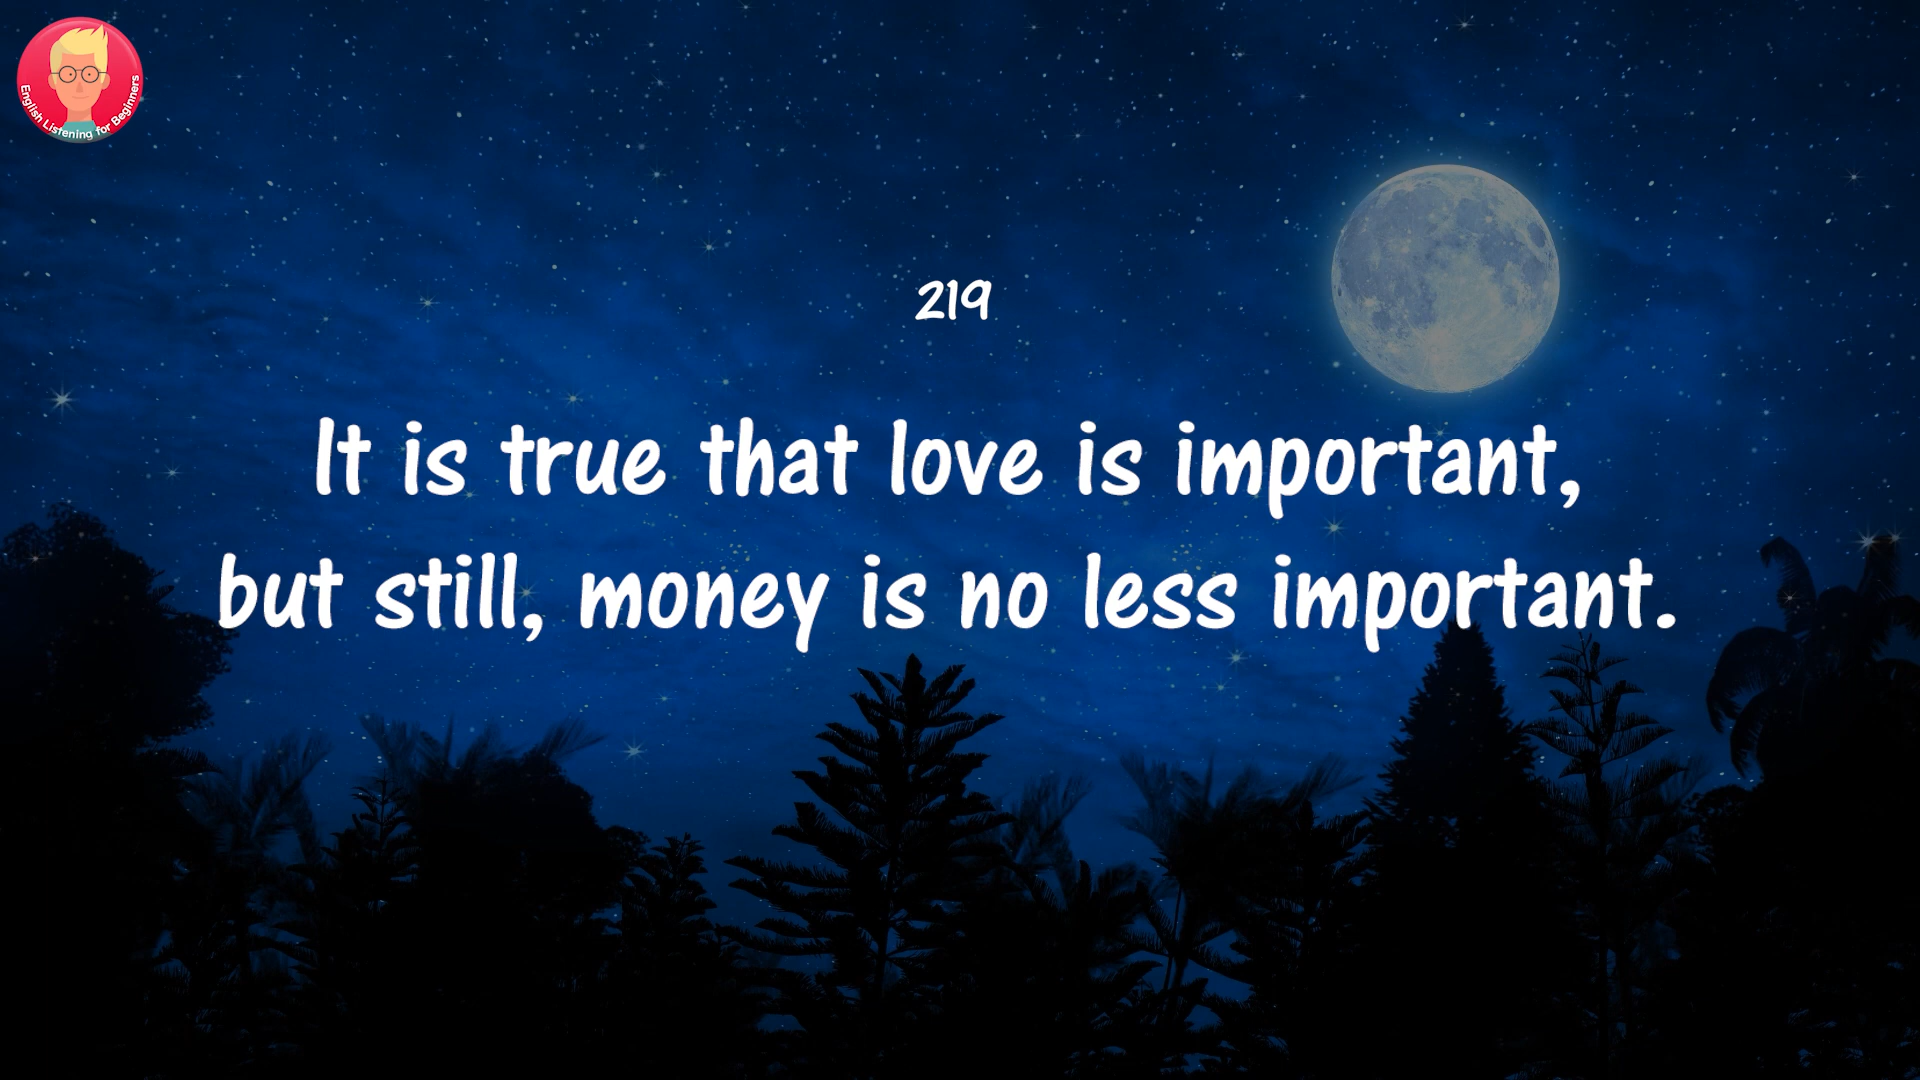 English Listening for Beginners
219
It is true that love is important,
but still, money is no less important.